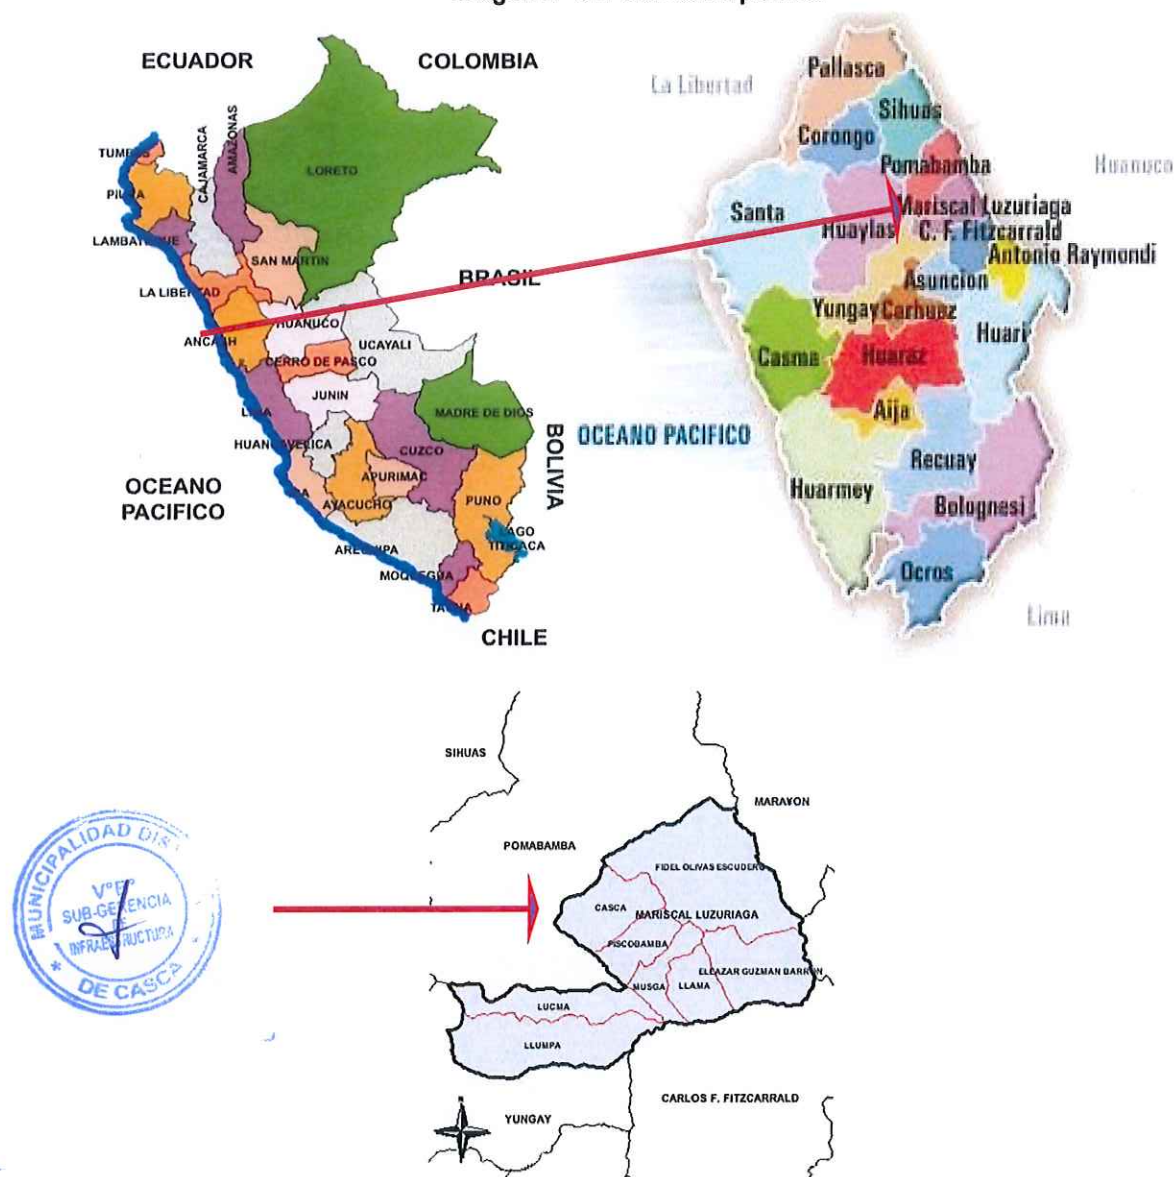 ECUADOR
COLOMBIA
TUMBES
PIURA
CAJAMARCA
AMAZONAS
LORETO
LAMBAYEQUE
SAN MARTIN
LA LIBERTAD
BRASIL
ANCASH
HUANUCO
UCAYALI
CERRO DE PASCO
JUNIN
LIMA
MADRE DE DIOS
HUANCAVELICA
CUZCO
BOLIVIA
OCEANO
PACIFICO
APURIMAC
AYACUCHO
PUNO
LAGO
TITICACA
AREQUIPA
MOQUEGUA
TACNA
CHILE
La Libertad
Pallasca
Sihuas
Corongo
Pomabamba
Huanuco
Santa
Mariscal Luzuriaga
Huaylas
C. F. Fitzcarrald
Antonio Raymondi
Asuncion
Yungay
Carhuaz
Huari
Casma
Huaraz
Aija
OCEANO PACIFICO
Recuay
Huarmey
Bolognesi
Ocros
Lima
SIHUAS
MARAÑON
POMABAMBA
FIDEL OLIVAS ESCUDERO
CASCA
MARISCAL LUZURIAGA
PISCOBAMBA
ELEAZAR GUZMAN BARRON
MUSGA
LLAMA
LUCMA
LLUMPA
N
YUNGAY
CARLOS F. FITZCARRALD
MUNICIPALIDAD
V°B°
SUB-GERENCIA
DE
INFRAESTRUCTURA
DE CASCA